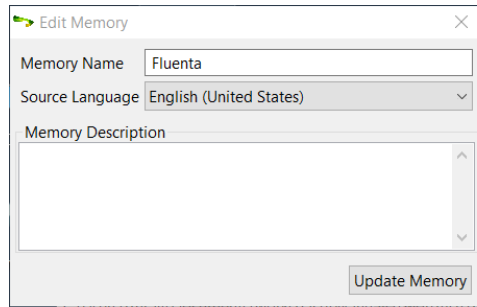 Edit Memory
Memory Name Fluenta
Source Language English (United States)
Memory Description
Update Memory